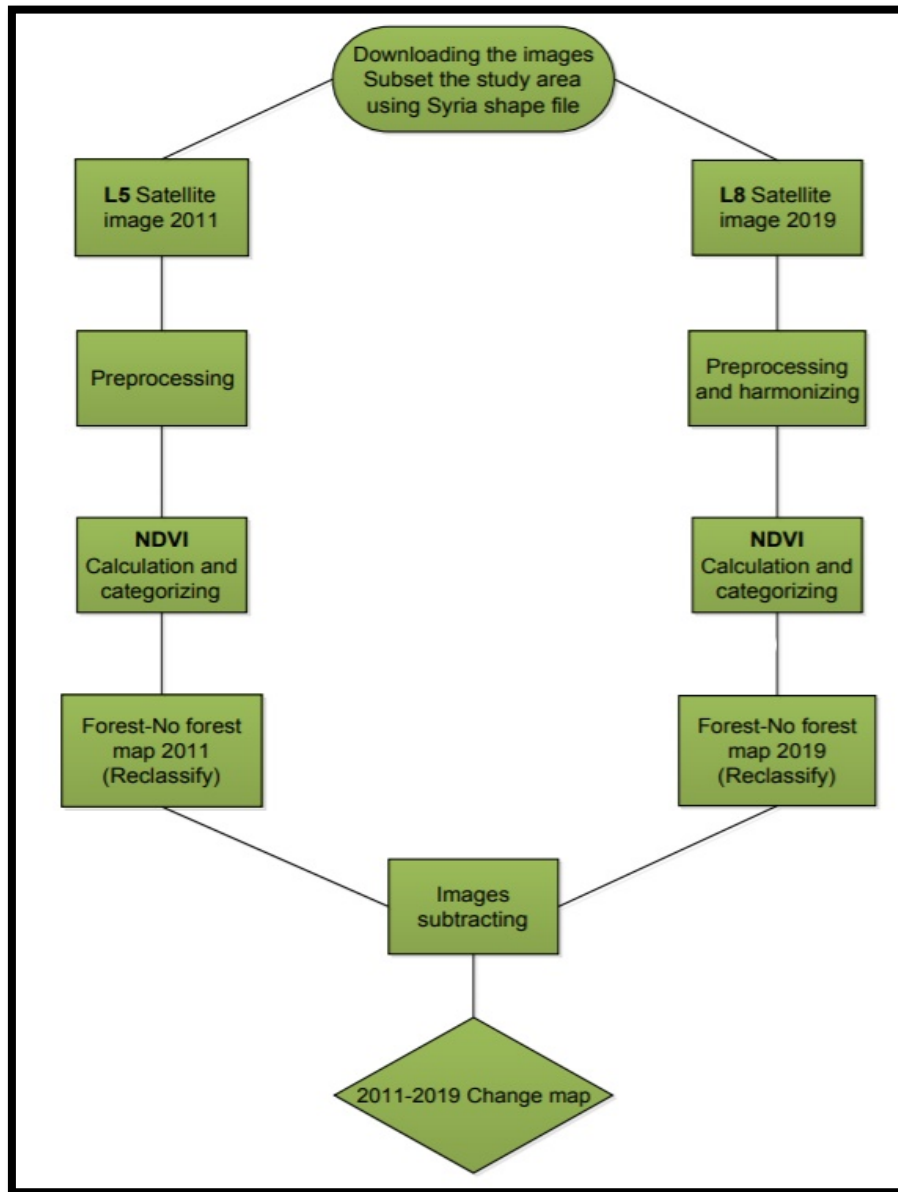 Downloading the images
Subset the study area
using Syria shape file
L5 Satellite
image 2011
L8 Satellite
image 2019
Preprocessing
Preprocessing
and harmonizing
NDVI
Calculation and
categorizing
NDVI
Calculation and
categorizing
Forest-No forest
map 2011
(Reclassify)
Forest-No forest
map 2019
(Reclassify)
Images
subtracting
2011-2019 Change map